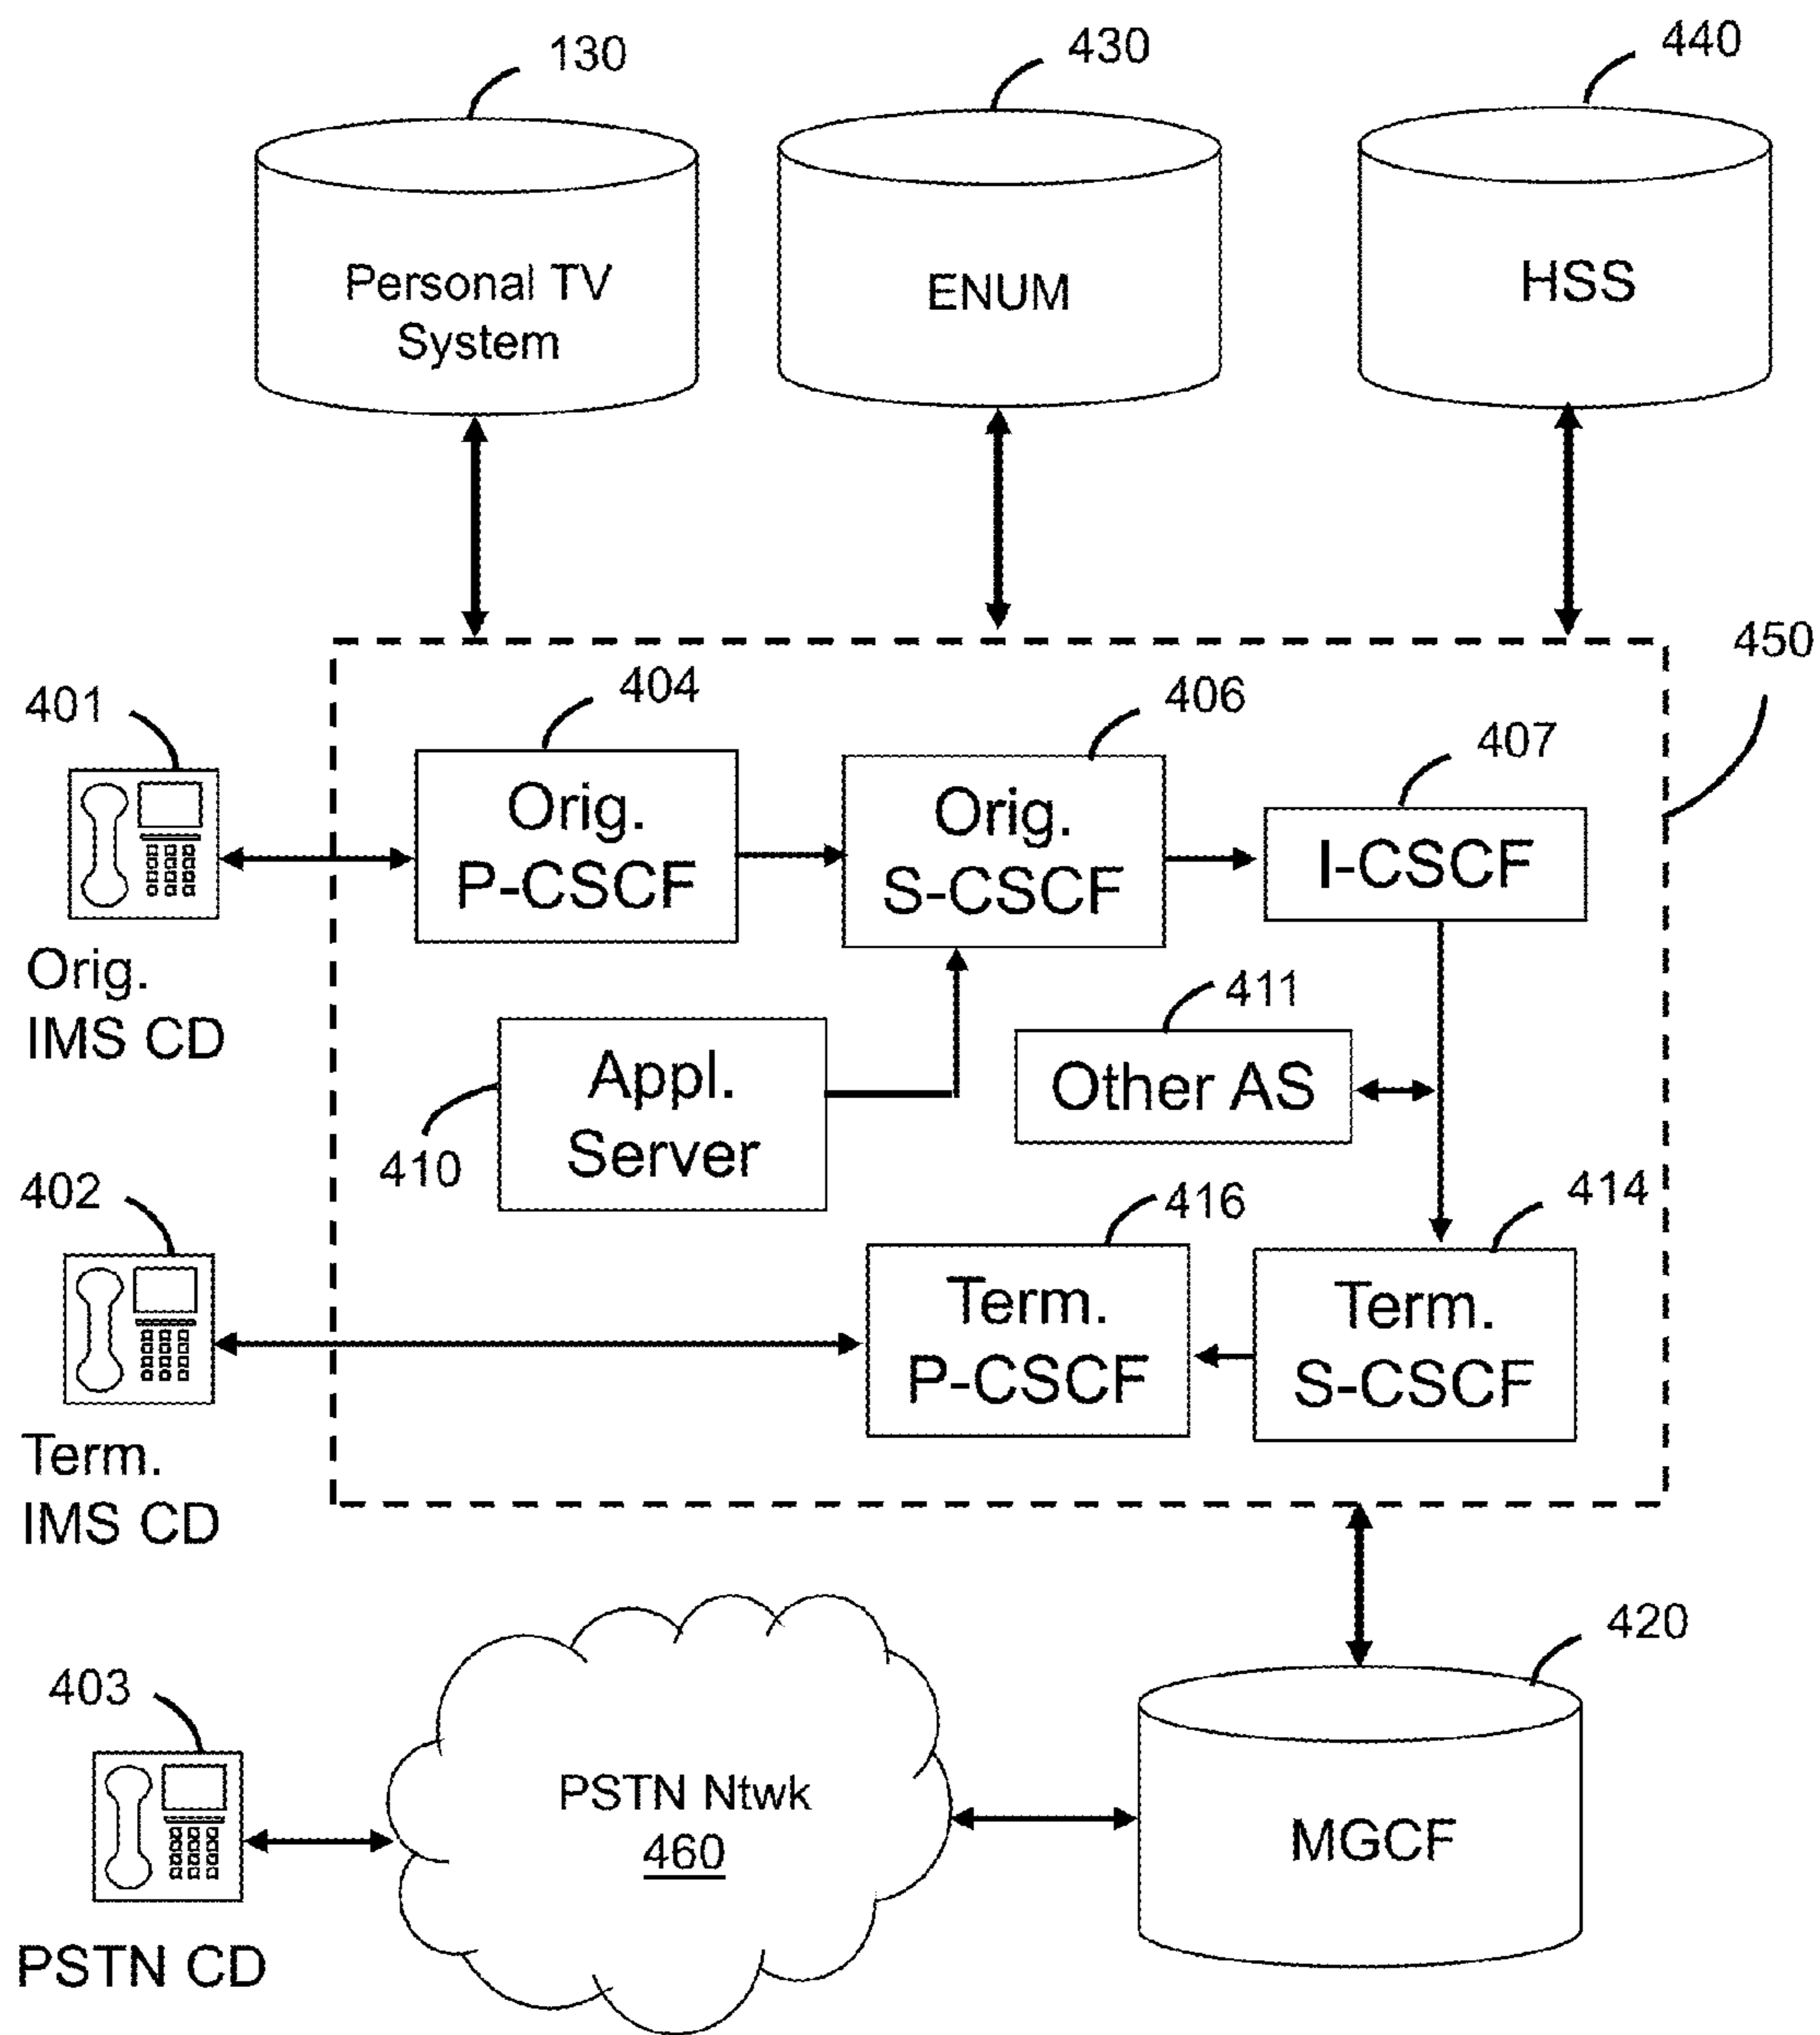 130
430
440
Personal TV
System
ENUM
HSS
450
401
404
406
407
Orig.
P-CSCF
Orig.
S-CSCF
I-CSCF
Orig.
IMS CD
411
Other AS
410
Appl.
Server
402
416
414
Term.
P-CSCF
Term.
S-CSCF
Term.
IMS CD
420
403
PSTN Ntwk
460
MGCF
PSTN CD